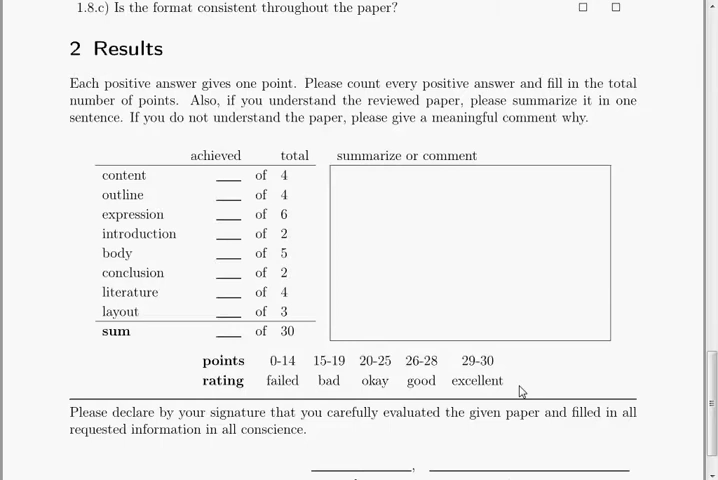 1.8.c) Is the format consistent throughout the paper?
2 Results
Each positive answer gives one point. Please count every positive answer and fill in the total
number of points. Also, if you understand the reviewed paper, please summarize it in one
sentence. If you do not understand the paper, please give a meaningful comment why.
achieved total summarize or comment
content ___ of 4
outline ___ of 4
expression ___ of 6
introduction ___ of 2
body ___ of 5
conclusion ___ of 2
literature ___ of 4
layout ___ of 3
sum ___ of 30
points 0-14 15-19 20-25 26-28 29-30
rating failed bad okay good excellent
Please declare by your signature that you carefully evaluated the given paper and filled in all
requested information in all conscience.
,